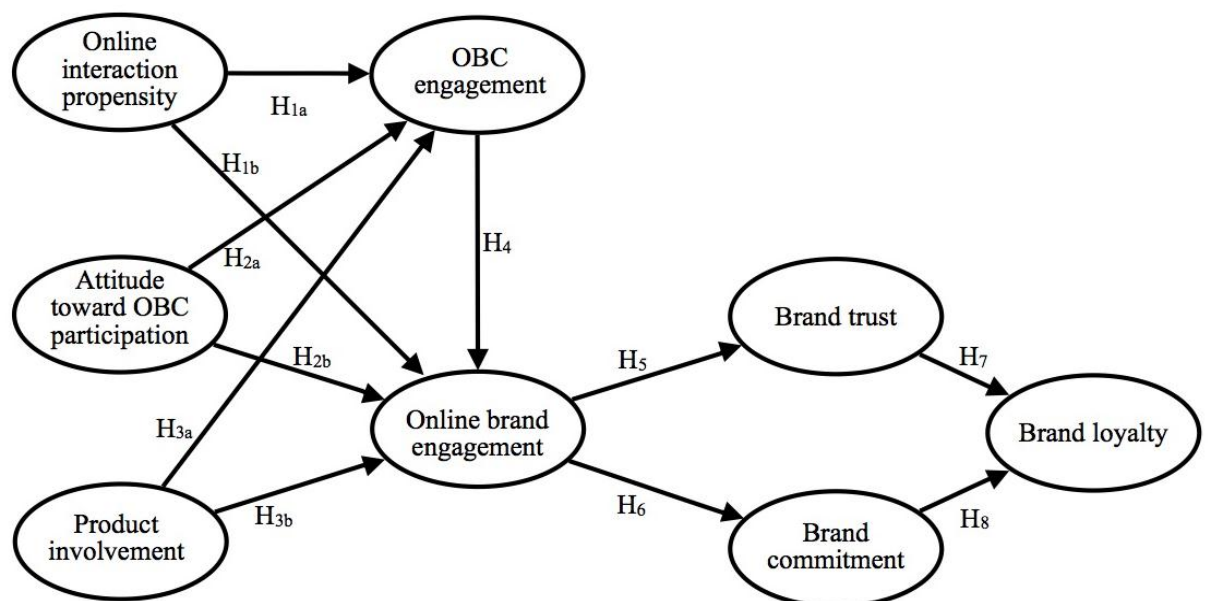 Online
interaction
propensity
OBC
engagement
H1a
H1b
H2a
H4
Attitude
toward OBC
participation
H2b
Brand trust
H5
H7
Online brand
engagement
Brand loyalty
H3a
H3b
H6
H8
Product
involvement
Brand
commitment